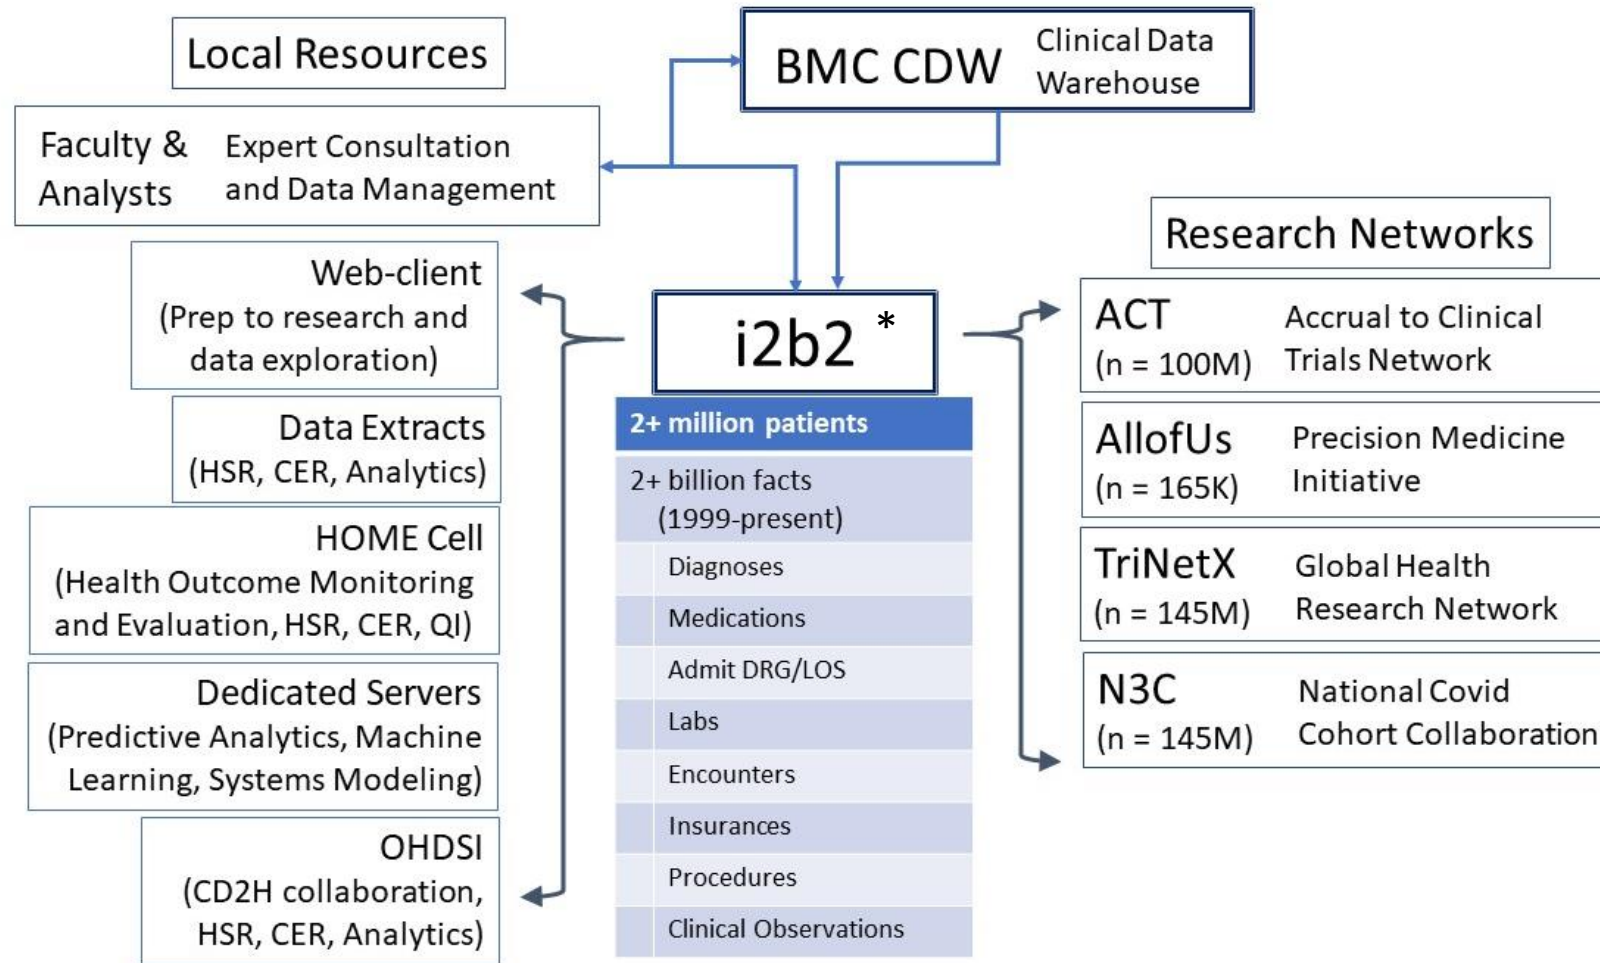 Local Resources
BMC CDW
Clinical Data
Warehouse
Faculty &
Analysts
Expert Consultation
and Data Management
Web-client
(Prep to research and
data exploration)
Data Extracts
(HSR, CER, Analytics)
HOME Cell
(Health Outcome Monitoring
and Evaluation, HSR, CER, QI)
Dedicated Servers
(Predictive Analytics, Machine
Learning, Systems Modeling)
OHDSI
(CD2H collaboration,
HSR, CER, Analytics)
i2b2 *
2+ million patients
2+ billion facts
(1999-present)
Diagnoses
Medications
Admit DRG/LOS
Labs
Encounters
Insurances
Procedures
Clinical Observations
Research Networks
ACT
(n = 100M)
Accrual to Clinical
Trials Network
AllofUs
(n = 165K)
Precision Medicine
Initiative
TriNetX
(n = 145M)
Global Health
Research Network
N3C
(n = 145M)
National Covid
Cohort Collaboration